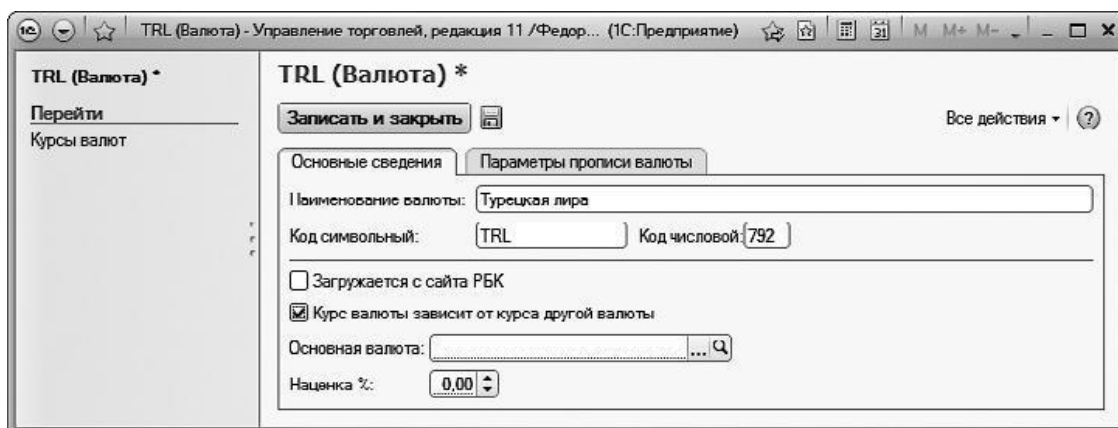 TRL (Валюта) - Управление торговлей, редакция 11 /Федор... (1С:Предприятие) 31 M M+ M-
TRL (Валюта) *
Перейти
Курсы валют
TRL (Валюта) *
Записать и закрыть
Все действия ?
Основные сведения Параметры прописи валюты
Наименование валюты: Турецкая лира
Код символьный: TRL Код числовой: 792
Загружается с сайта РБК
Курс валюты зависит от курса другой валюты
Основная валюта: ...
Наценка %: 0,00